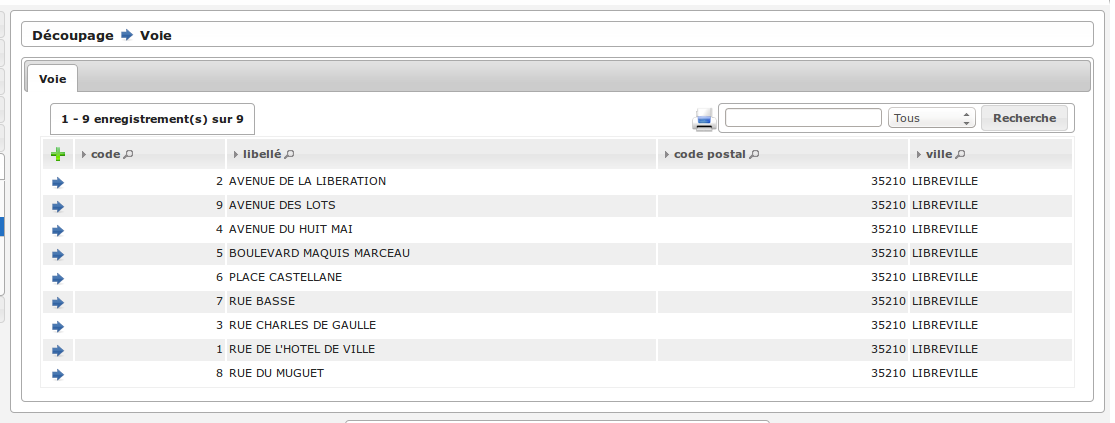 Découpage Voie
Voie
1 - 9 enregistrement(s) sur 9 Tous Recherche
code libellé code postal ville
2 AVENUE DE LA LIBERATION 35210 LIBREVILLE
9 AVENUE DES LOTS 35210 LIBREVILLE
4 AVENUE DU HUIT MAI 35210 LIBREVILLE
5 BOULEVARD MAQUIS MARCEAU 35210 LIBREVILLE
6 PLACE CASTELLANE 35210 LIBREVILLE
7 RUE BASSE 35210 LIBREVILLE
3 RUE CHARLES DE GAULLE 35210 LIBREVILLE
1 RUE DE L'HOTEL DE VILLE 35210 LIBREVILLE
8 RUE DU MUGUET 35210 LIBREVILLE